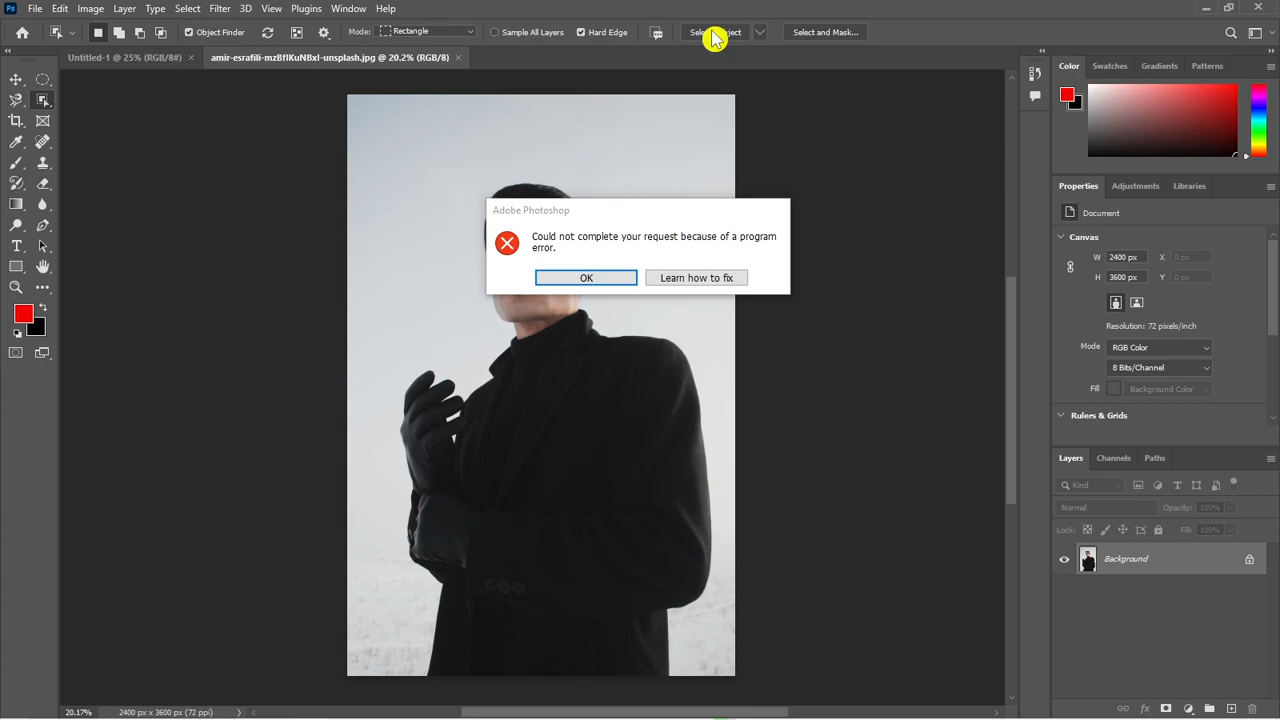 Ps File Edit Image Layer Type Select Filter 3D View Plugins Window Help
Object Finder Mode: Rectangle Sample All Layers Hard Edge Select and Mask...
Untitled-1 @ 25% (RGB/8#) × amir-esrafili-mzBfIKuNBxI-unsplash.jpg @ 20.2% (RGB/8) ×
Color Swatches Gradients Patterns
Properties Adjustments Libraries
Document
Canvas
W 2400 px X 0 px
H 3600 px Y 0 px
Resolution: 72 pixels/inch
Mode RGB Color
8 Bits/Channel
Fill Background Color
Rulers & Grids
Adobe Photoshop
Could not complete your request because of a program
error.
OK Learn how to fix
Layers Channels Paths
Kind
Normal Opacity: 100%
Lock: Fill: 100%
Background
20.17% 2400 px x 3600 px (72 ppi)